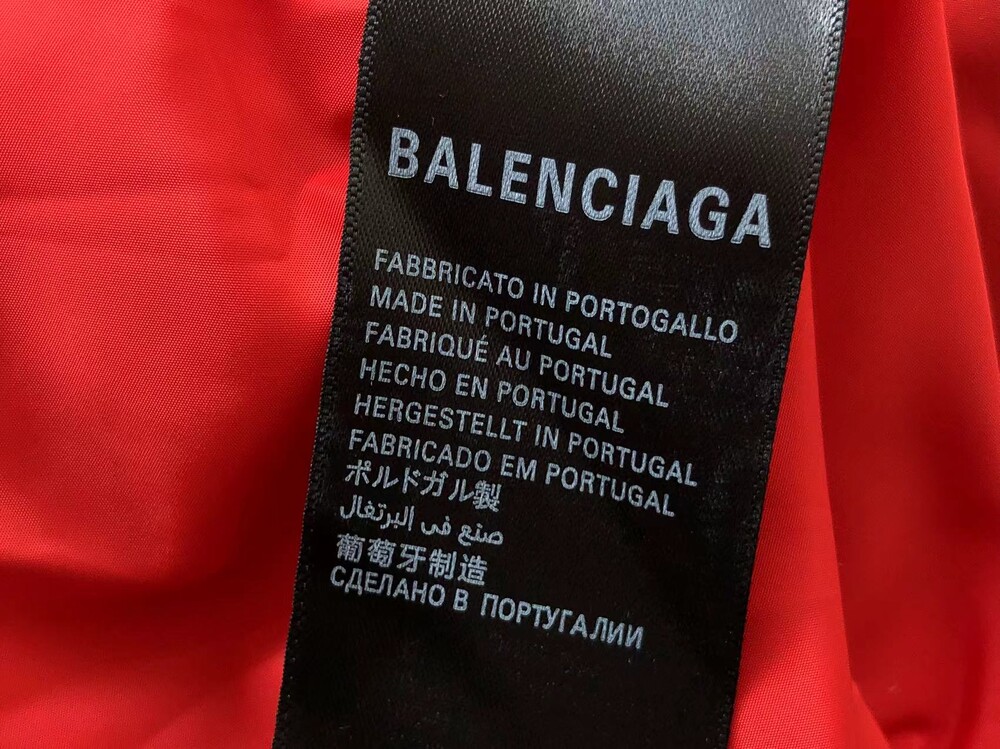 BALENCIAGA
FABBRICATO IN PORTOGALLO
MADE IN PORTUGAL
FABRIQUÉ AU PORTUGAL
HECHO EN PORTUGAL
HERGESTELLT IN PORTUGAL
FABRICADO EM PORTUGAL
ポルドガル製
صنع في البرتغال
葡萄牙制造
СДЕЛАНО В ПОРТУГАЛИИ